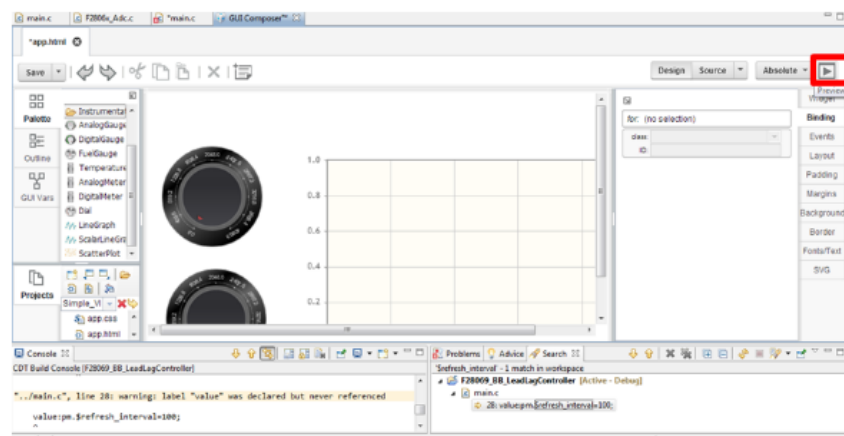 main.c F2806x_Adc.c *main.c GUI Composer™
*app.html
Save Design Source Absolute
Preview
Palette
Outline
GUI Vars
Instrumental
AnalogGauge
DigitalGauge
FuelGauge
Temperature
AnalogMeter
DigitalMeter
Dial
LineGraph
ScalarLineGra
ScatterPlot
1.0
0.8
0.6
0.4
0.2
for: (no selection)
class:
ID:
Widget
Binding
Events
Layout
Padding
Margins
Background
Border
Fonts/Text
SVG
Projects
Simple_Vi
app.css
app.html
Console
CDT Build Console [F28069_BB_LeadLagController]
"../main.c", line 28: warning: label "value" was declared but never referenced
value:pm.$refresh_interval=100;
^
Problems Advice Search
'$refresh_interval' - 1 match in workspace
F28069_BB_LeadLagController [Active - Debug]
main.c
28: value:pm.$refresh_interval=100;